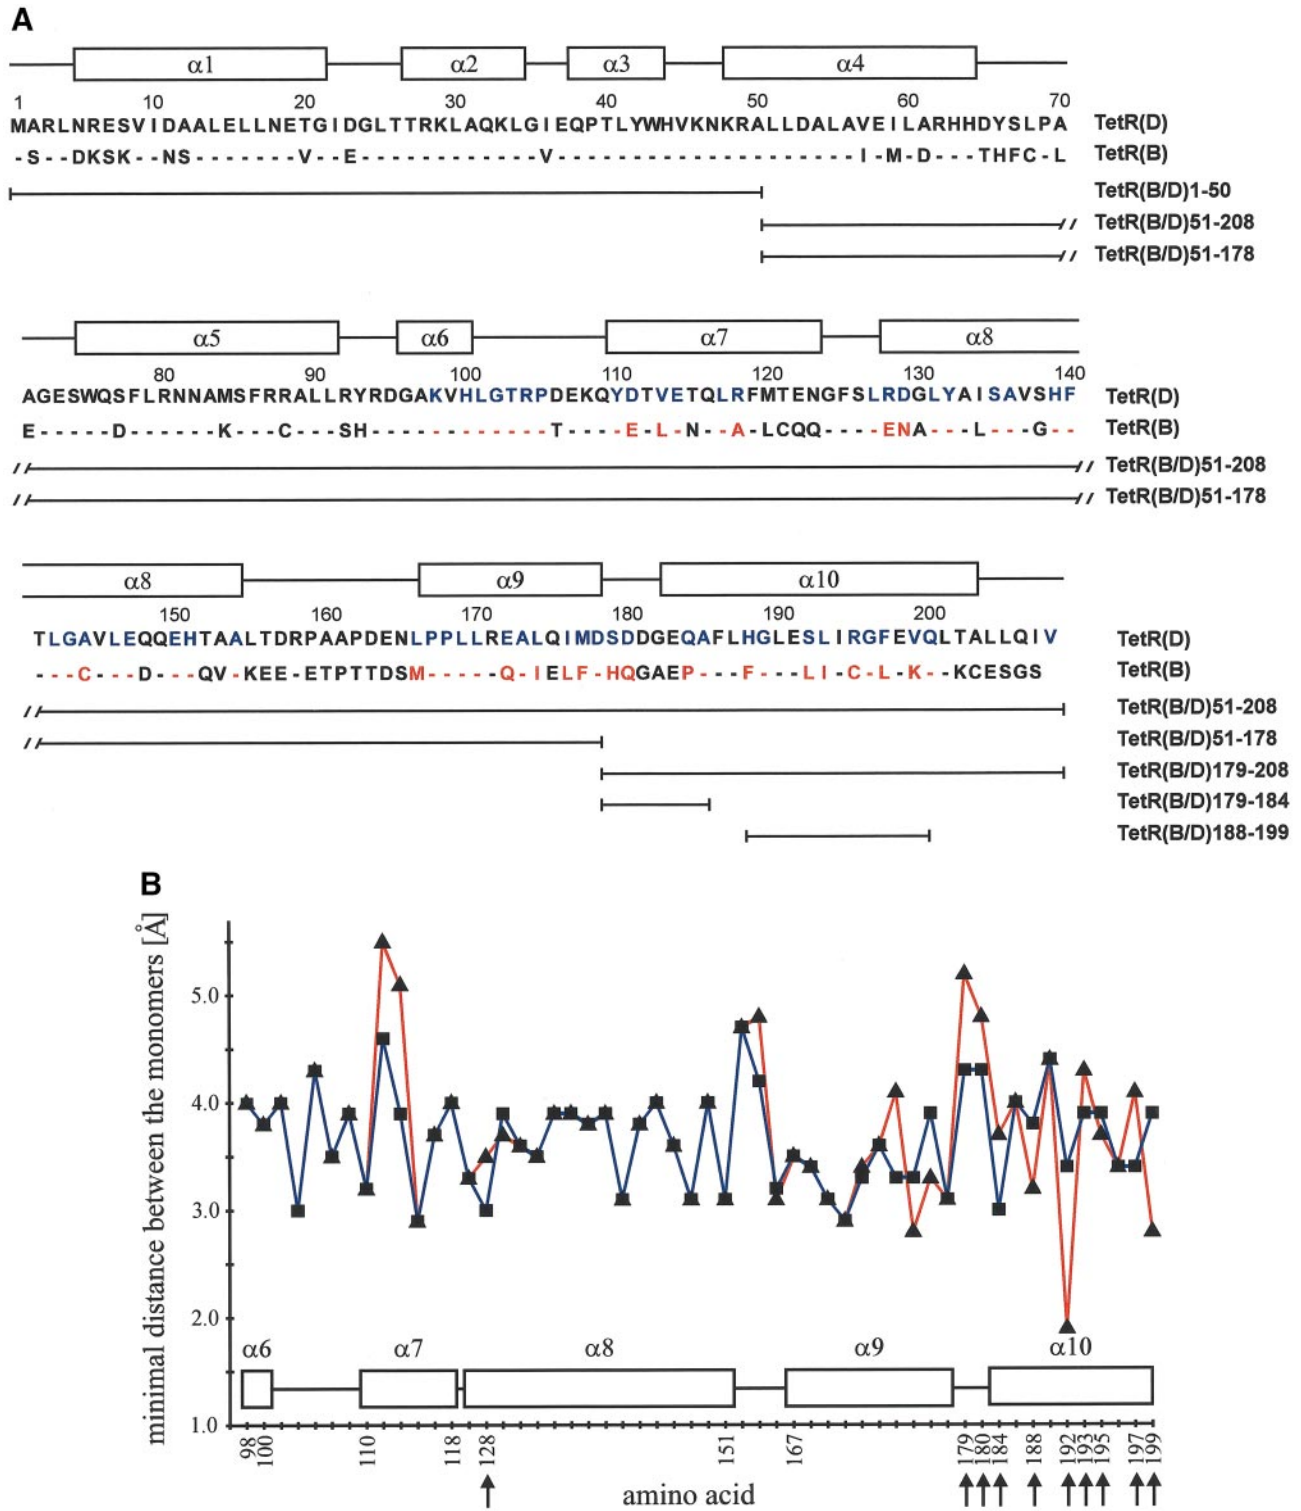 A
α1 α2 α3 α4
1 10 20 30 40 50 60 70
MARLNRESVIDAALELLNETGIDGLTTRKLAQKLGIEQPTLYWHVKNKRALLDALAVEILARHHDYSLPA TetR(D)
-S--DKSK--NS-------V--E------------V--------------------I-M-D---THFC-L TetR(B)
TetR(B/D)1-50
// TetR(B/D)51-208
// TetR(B/D)51-178
α5 α6 α7 α8
80 90 100 110 120 130 140
AGESWQSFLRNNAMSFRRALLRYRDGAKVHLGTRPDEKQYDTVETQLRFMTENGFSLRDGLYAISAVSHF TetR(D)
E-----D------K---C---SH------------T----E-L-N--A-LCQQ----ENA---L---G-- TetR(B)
// // TetR(B/D)51-208
// // TetR(B/D)51-178
α8 α9 α10
150 160 170 180 190 200
TLGAVLEQQEHTAALTDRPAAPDENLPPLLREALQIMDSDDGEQAFLHGLESLIRGFEVQLTALLQIV TetR(D)
---C---D---QV-KEE-ETPTTDSM-----Q-IELF-HQGAEP---F---LI-C-L-K--KCESGS TetR(B)
// TetR(B/D)51-208
// TetR(B/D)51-178
TetR(B/D)179-208
TetR(B/D)179-184
TetR(B/D)188-199
B
minimal distance between the monomers [Å]
5.0
4.0
3.0
2.0
1.0
α6 α7 α8 α9 α10
98 100 110 118 128 151 167 179 180 184 188 192 193 195 197 199
amino acid